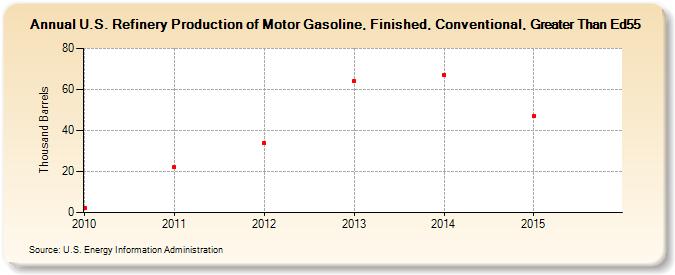 Annual U.S. Refinery Production of Motor Gasoline, Finished, Conventional, Greater Than Ed55
Thousand Barrels
80
60
40
20
0
2010 2011 2012 2013 2014 2015
Source: U.S. Energy Information Administration